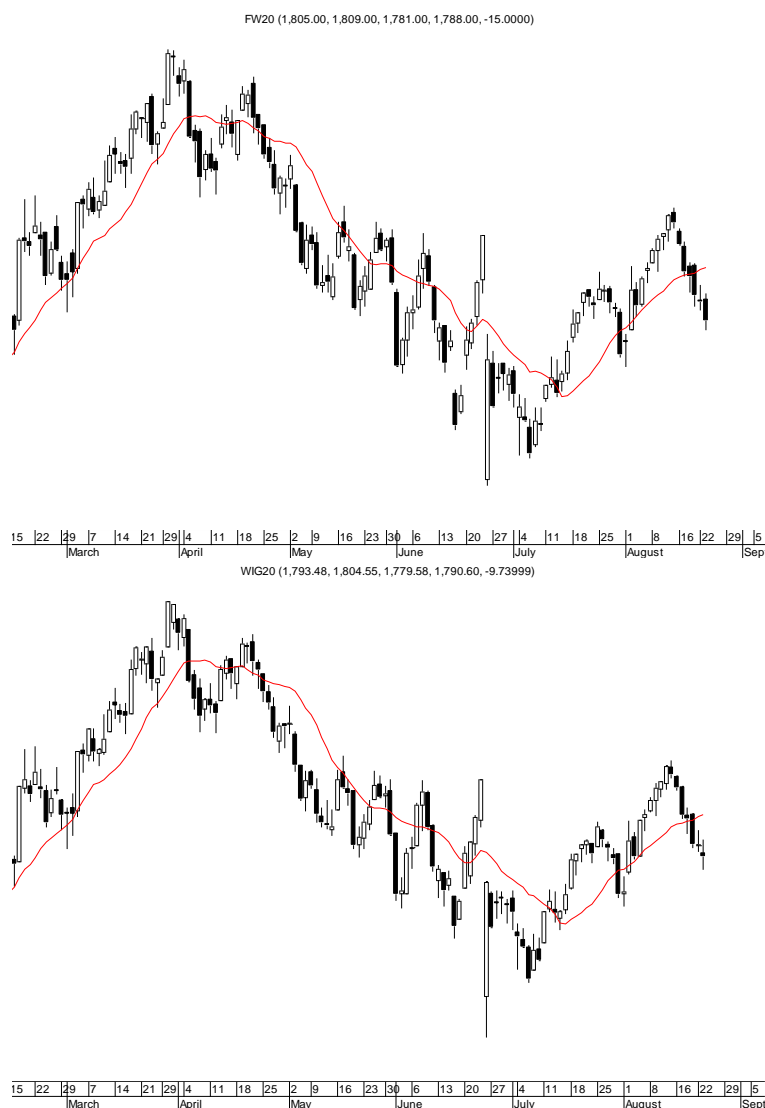 FW20 (1,805.00, 1,809.00, 1,781.00, 1,788.00, -15.0000)
15 22 29 7 14 21 29 4 11 18 25 2 9 16 23 30 6 13 20 27 4 11 18 25 1 8 16 22 29 5
March April May June July August Sept
WIG20 (1,793.48, 1,804.55, 1,779.58, 1,790.60, -9.73999)
15 22 29 7 14 21 29 4 11 18 25 2 9 16 23 30 6 13 20 27 4 11 18 25 1 8 16 22 29 5
March April May June July August Sept